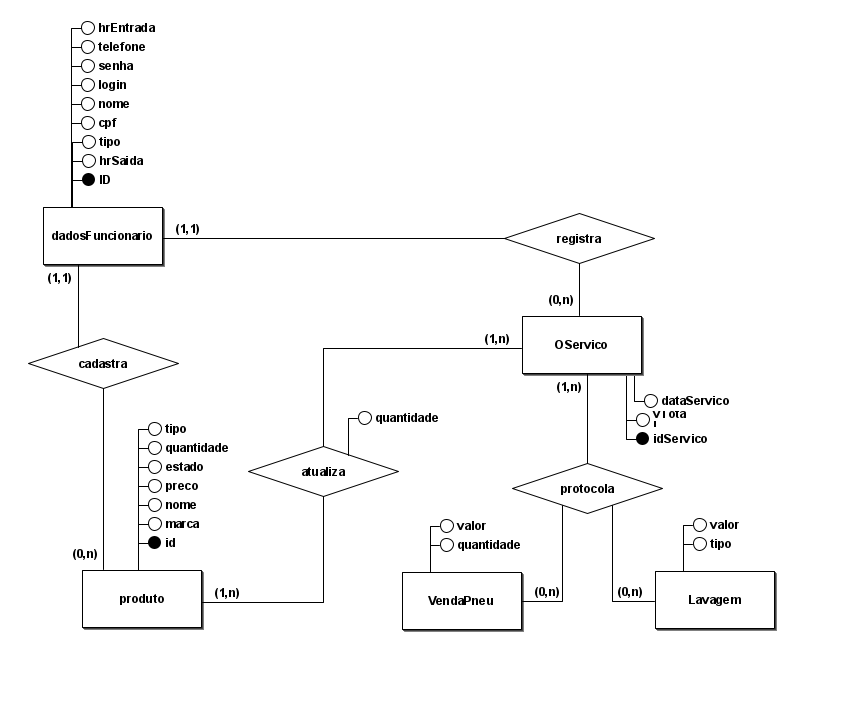 hrEntrada
telefone
senha
login
nome
cpf
tipo
hrSaida
ID
dadosFuncionario
(1,1)
registra
(1,1)
(0,n)
cadastra
(1,n)
OServico
(1,n)
dataServico
idServico
quantidade
atualiza
protocola
tipo
quantidade
estado
preco
nome
marca
id
(0,n)
produto
(1,n)
valor
quantidade
VendaPneu
(0,n)
(0,n)
valor
tipo
Lavagem